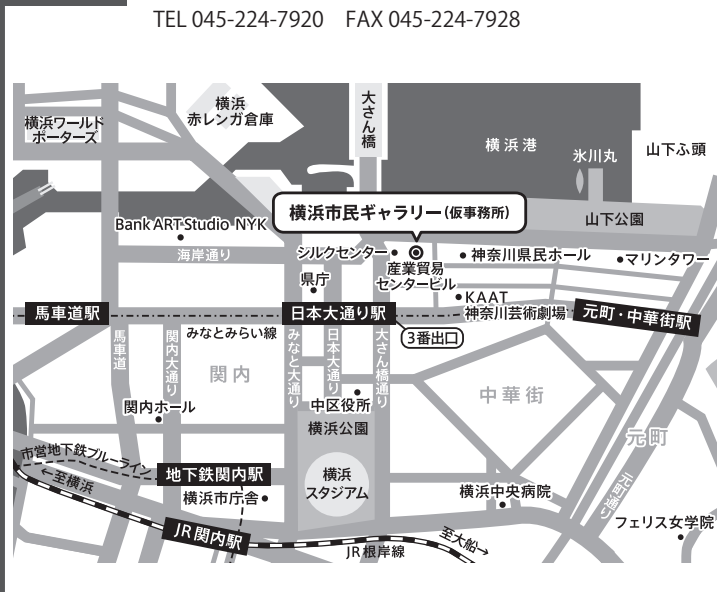 TEL 045-224-7920 FAX 045-224-7928
横浜ワールド
ポーターズ
横浜
赤レンガ倉庫
大さん橋
横浜港
氷川丸
山下ふ頭
横浜市民ギャラリー（仮事務所）
山下公園
BankART Studio NYK
海岸通り
シルクセンター
産業貿易
センタービル
神奈川県民ホール
マリンタワー
県庁
KAAT
神奈川芸術劇場
馬車道駅
日本大通り駅
元町・中華街駅
みなとみらい線
3番出口
馬車道
関内大通り
関内
みなと大通り
日本大通り
大さん橋通り
中華街
関内ホール
中区役所
横浜公園
元町
市営地下鉄ブルーライン
←至横浜
地下鉄関内駅
横浜市庁舎
横浜
スタジアム
横浜中央病院
元町通り
フェリス女学院
JR関内駅
JR根岸線
至大船→